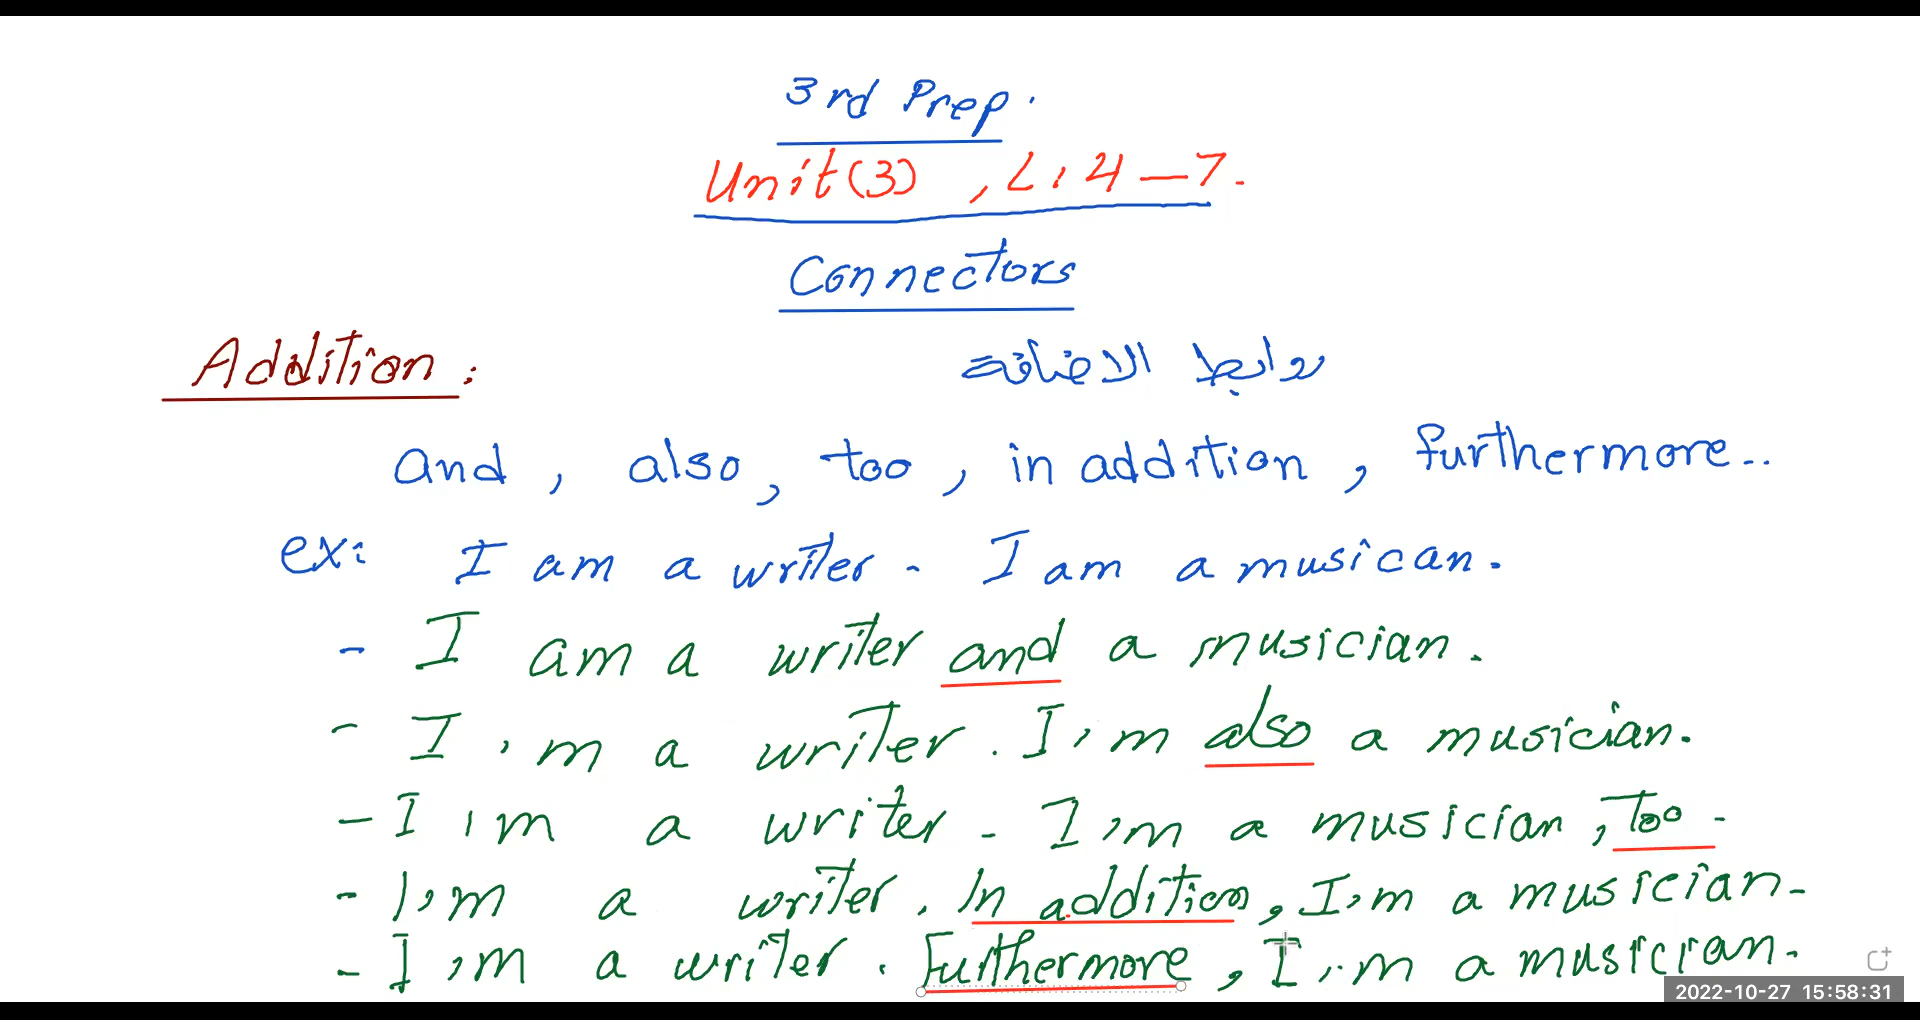 3rd Prep.
Unit(3) , L: 4 – 7.
Connectors
Addition: روابط الاضافة
and , also , too , in addition , furthermore..
ex: I am a writer - I am a musican.
- I am a writer and a musician.
- I'm a writer. I'm also a musician.
- I'm a writer - I'm a musician, too -
- I'm a writer. In addition, I'm a musician-
- I'm a writer. Furthermore, I'm a musician-
2022-10-27 15:58:31